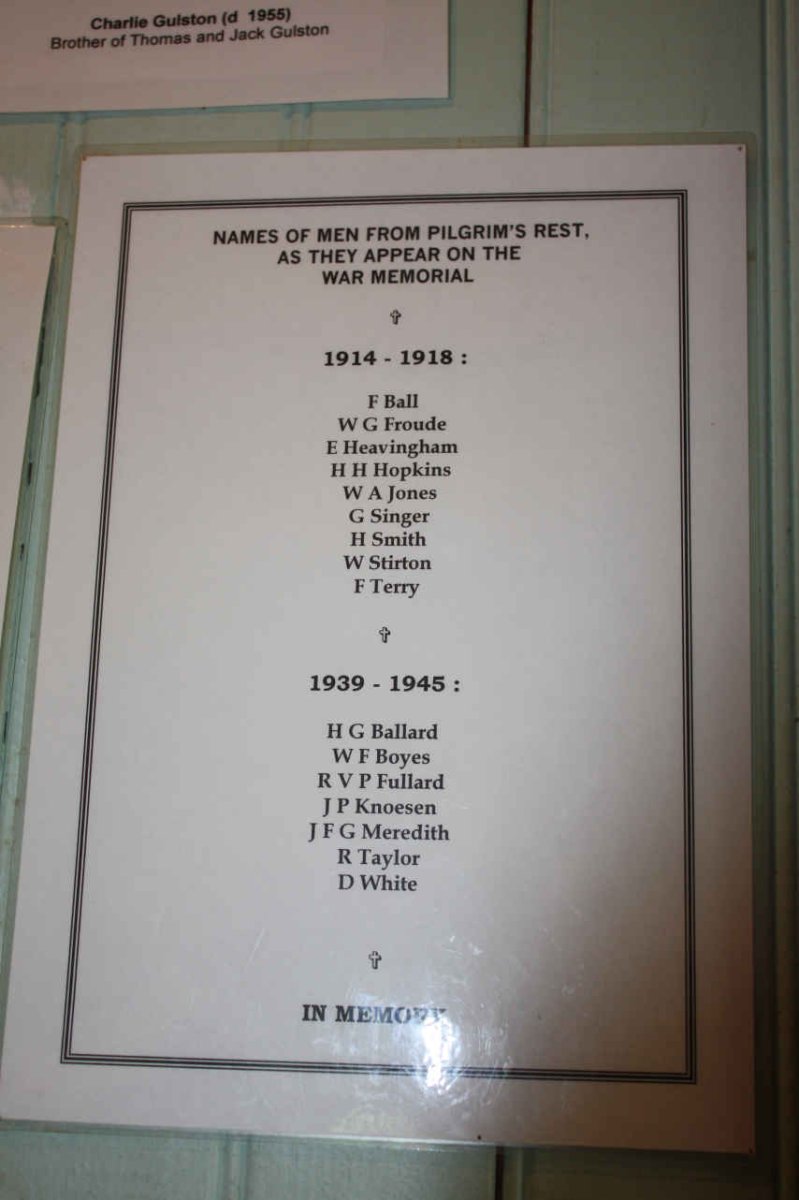 Charlie Gulston (d 1955)
Brother of Thomas and Jack Gulston
NAMES OF MEN FROM PILGRIM'S REST,
AS THEY APPEAR ON THE
WAR MEMORIAL
1914 - 1918 :
F Ball
W G Froude
E Heavingham
H H Hopkins
W A Jones
G Singer
H Smith
W Stirton
F Terry
1939 - 1945 :
H G Ballard
W F Boyes
R V P Fullard
J P Knoesen
J F G Meredith
R Taylor
D White
IN MEMORY